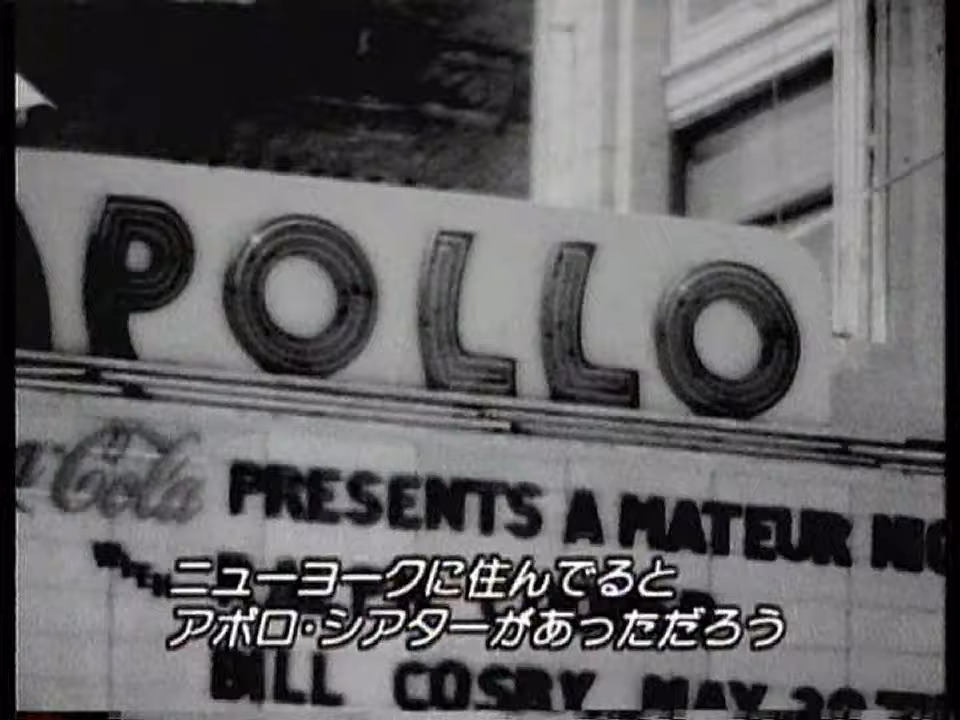 POLLO
Cola PRESENTS AMATEUR
ニューヨークに住んでると
アポロ・シアターがあっただろう
BILL COSBY MAY